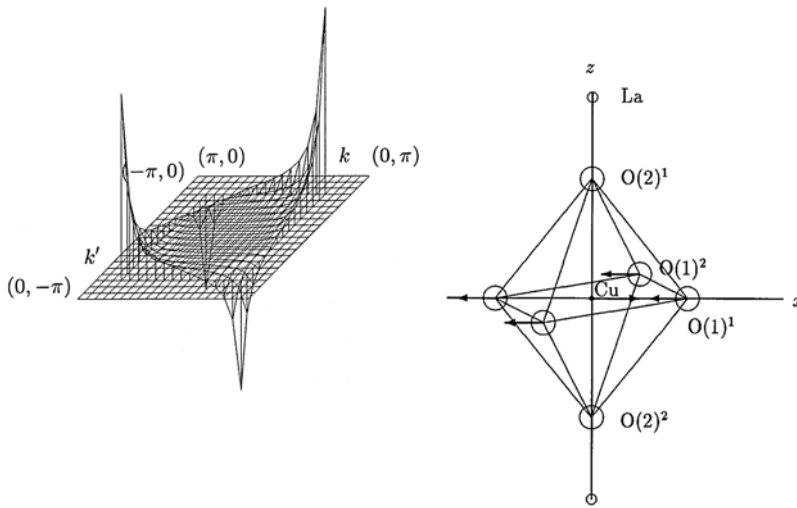 (−π, 0)
(π, 0)
k
(0, π)
k′
(0, −π)
z
La
O(2)¹
O(1)²
Cu
x
O(1)¹
O(2)²